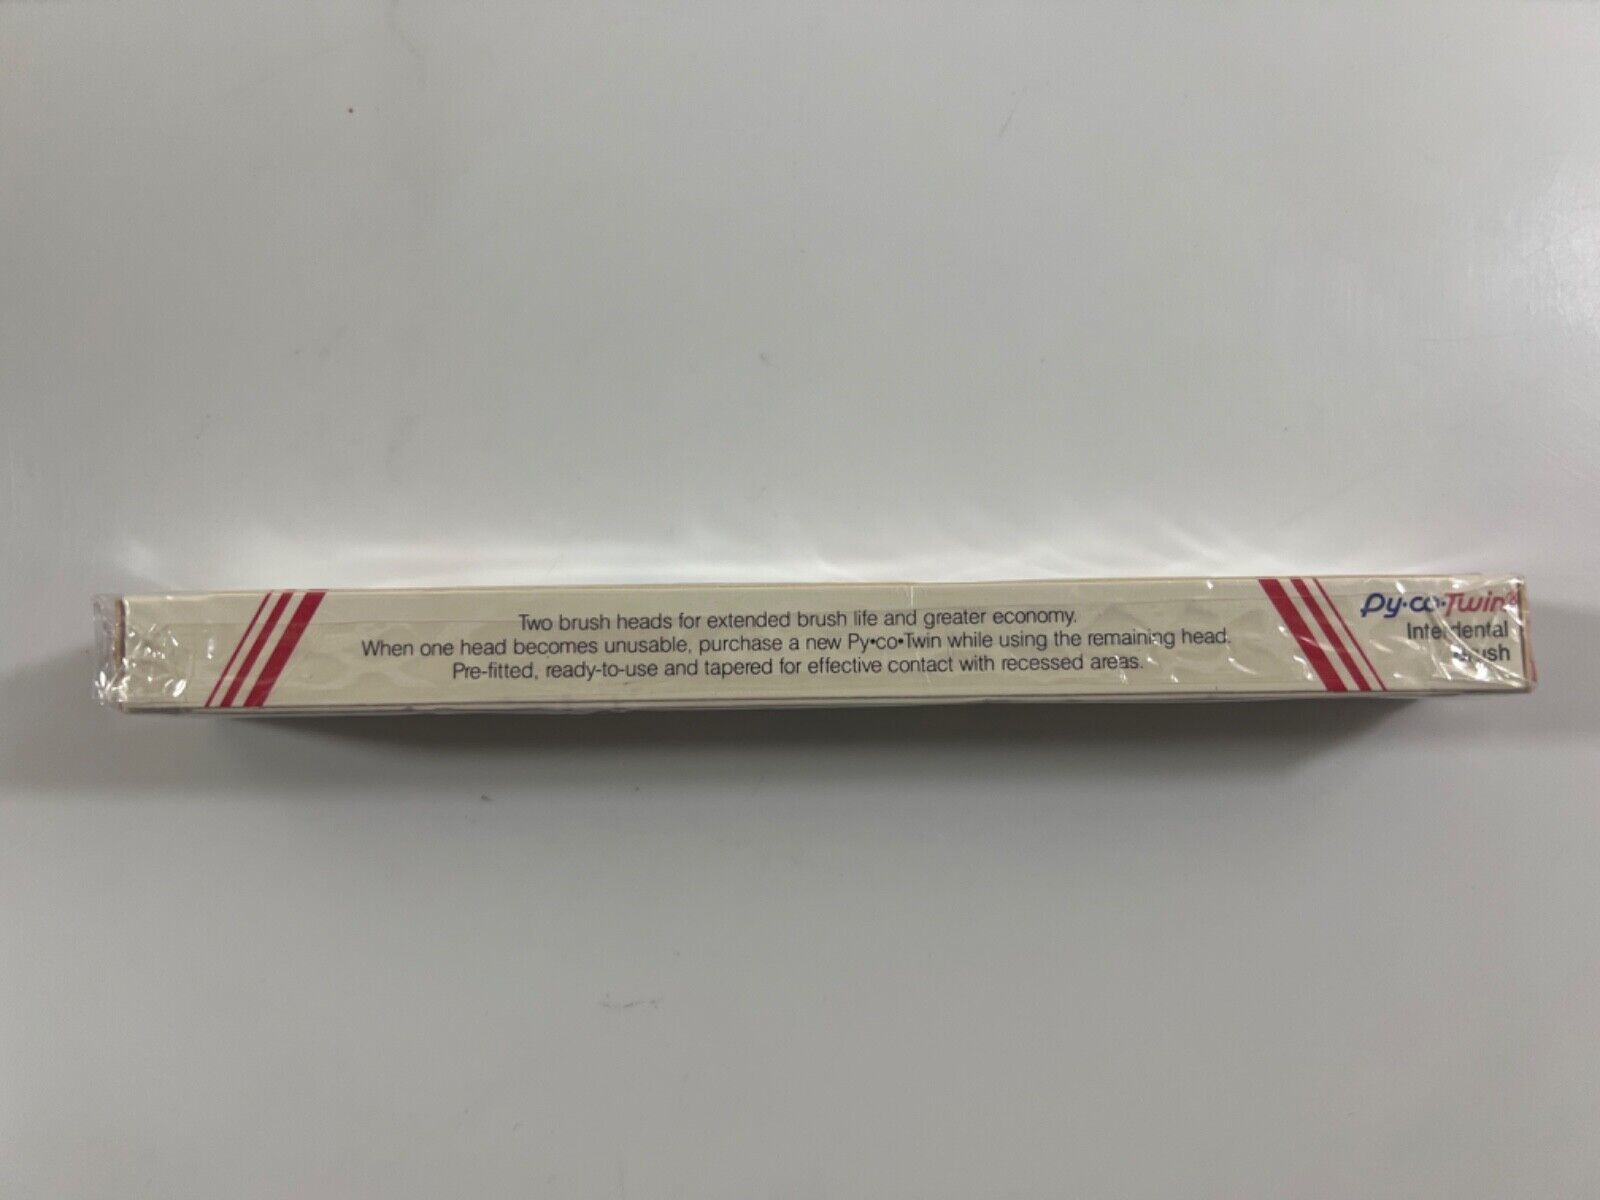 Two brush heads for extended brush life and greater economy.
When one head becomes unusable, purchase a new Py•co•Twin while using the remaining head.
Pre-fitted, ready-to-use and tapered for effective contact with recessed areas.
Py•co•Twin
Interdental
Brush